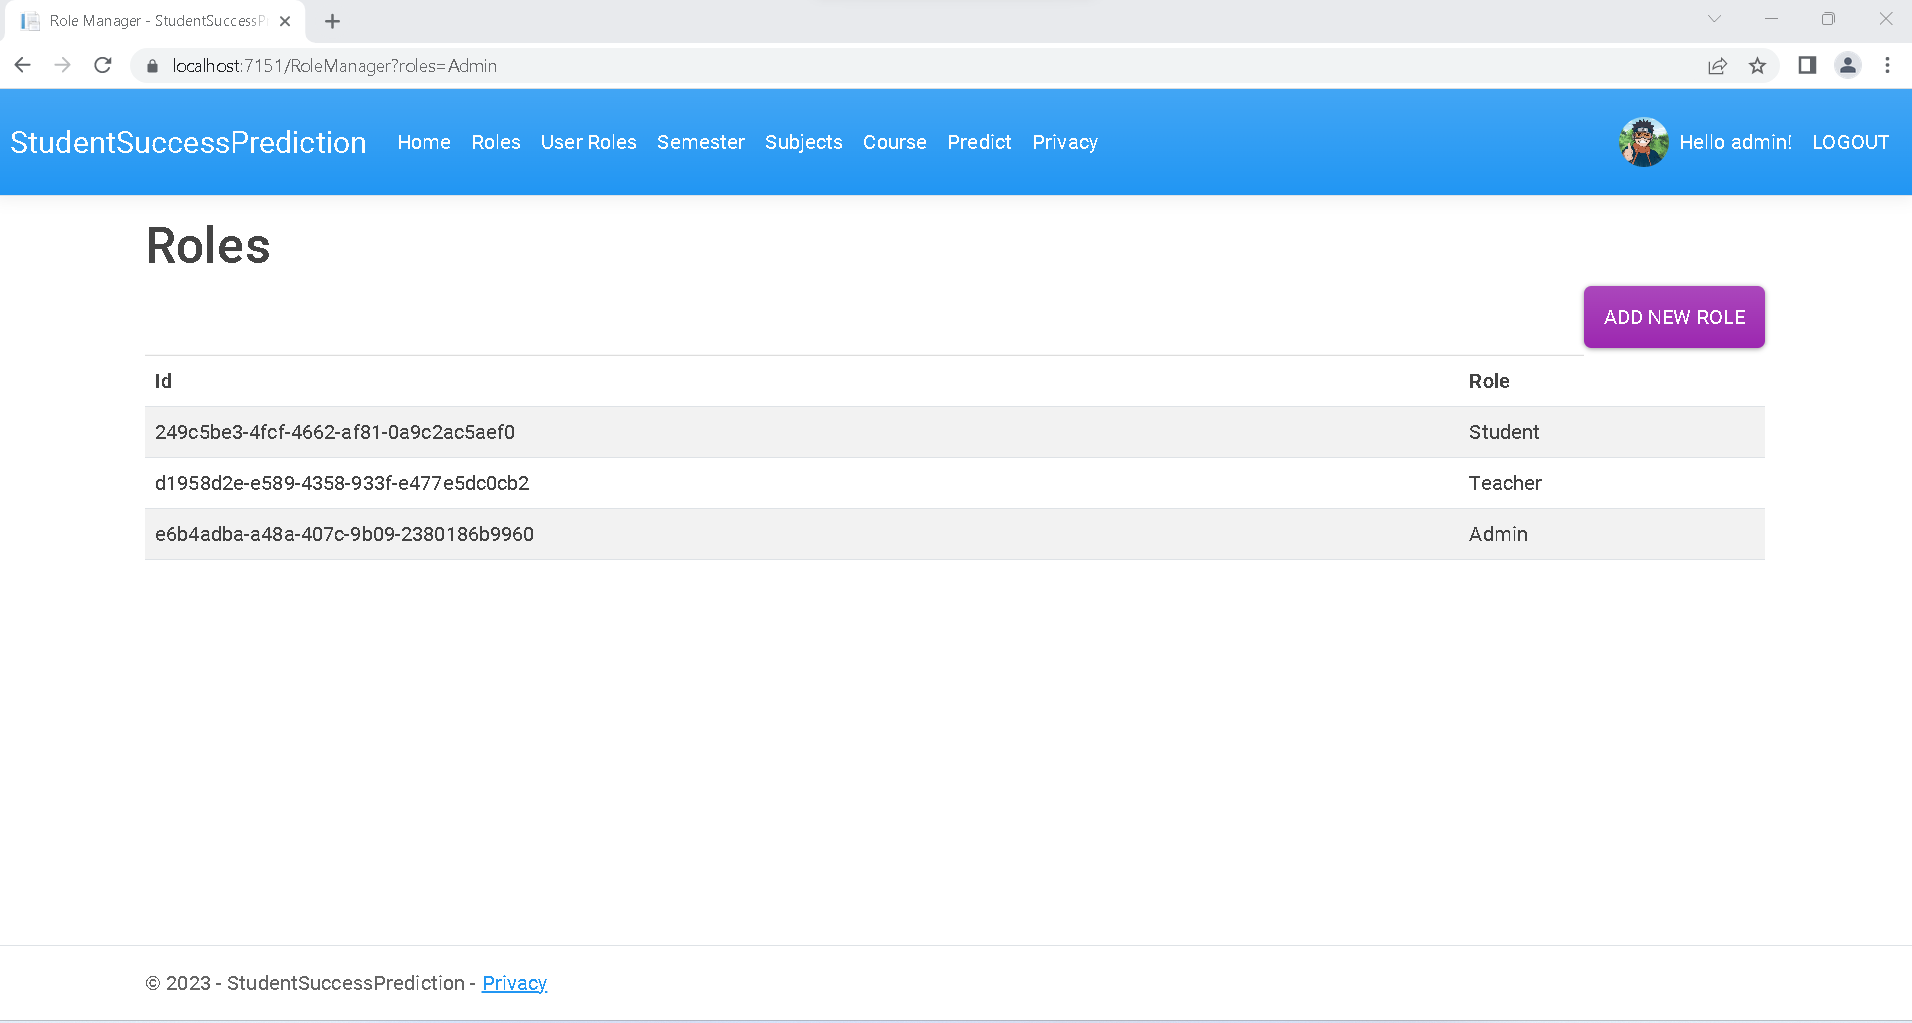 Role Manager - StudentSuccessP
localhost:7151/RoleManager?roles=Admin
StudentSuccessPrediction Home Roles User Roles Semester Subjects Course Predict Privacy Hello admin! LOGOUT
Roles
ADD NEW ROLE
Id Role
249c5be3-4fcf-4662-af81-0a9c2ac5aef0 Student
d1958d2e-e589-4358-933f-e477e5dc0cb2 Teacher
e6b4adba-a48a-407c-9b09-2380186b9960 Admin
© 2023 - StudentSuccessPrediction - Privacy